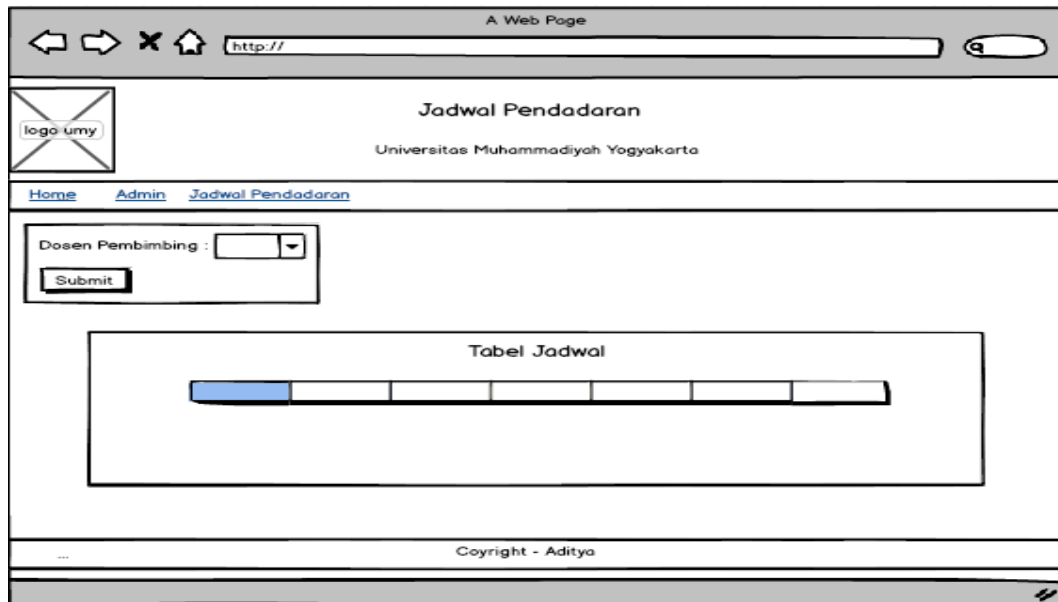 A Web Page
http://
logo umy
Jadwal Pendadaran
Universitas Muhammadiyah Yogyakarta
Home Admin Jadwal Pendadaran
Dosen Pembimbing :
Submit
Tabel Jadwal
... Coyright - Aditya